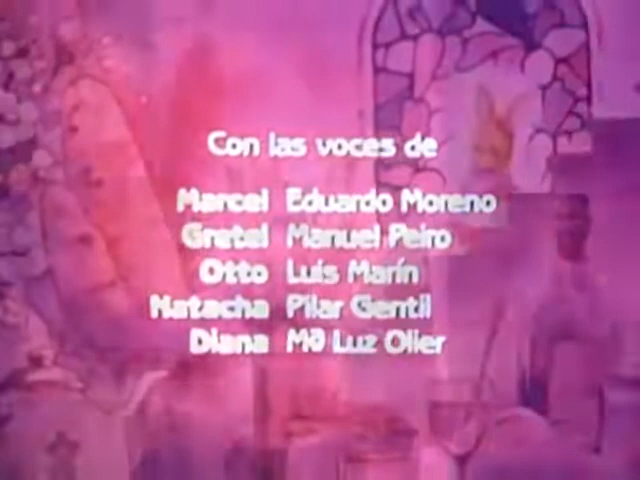 Con las voces de
Marcel Eduardo Moreno
Gretel Manuel Peiro
Otto Luis Marín
Natacha Pilar Gentil
Diana Mª Luz Olier